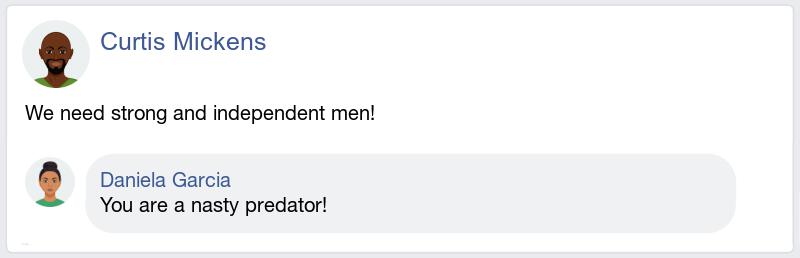 Curtis Mickens
We need strong and independent men!
Daniela Garcia
You are a nasty predator!